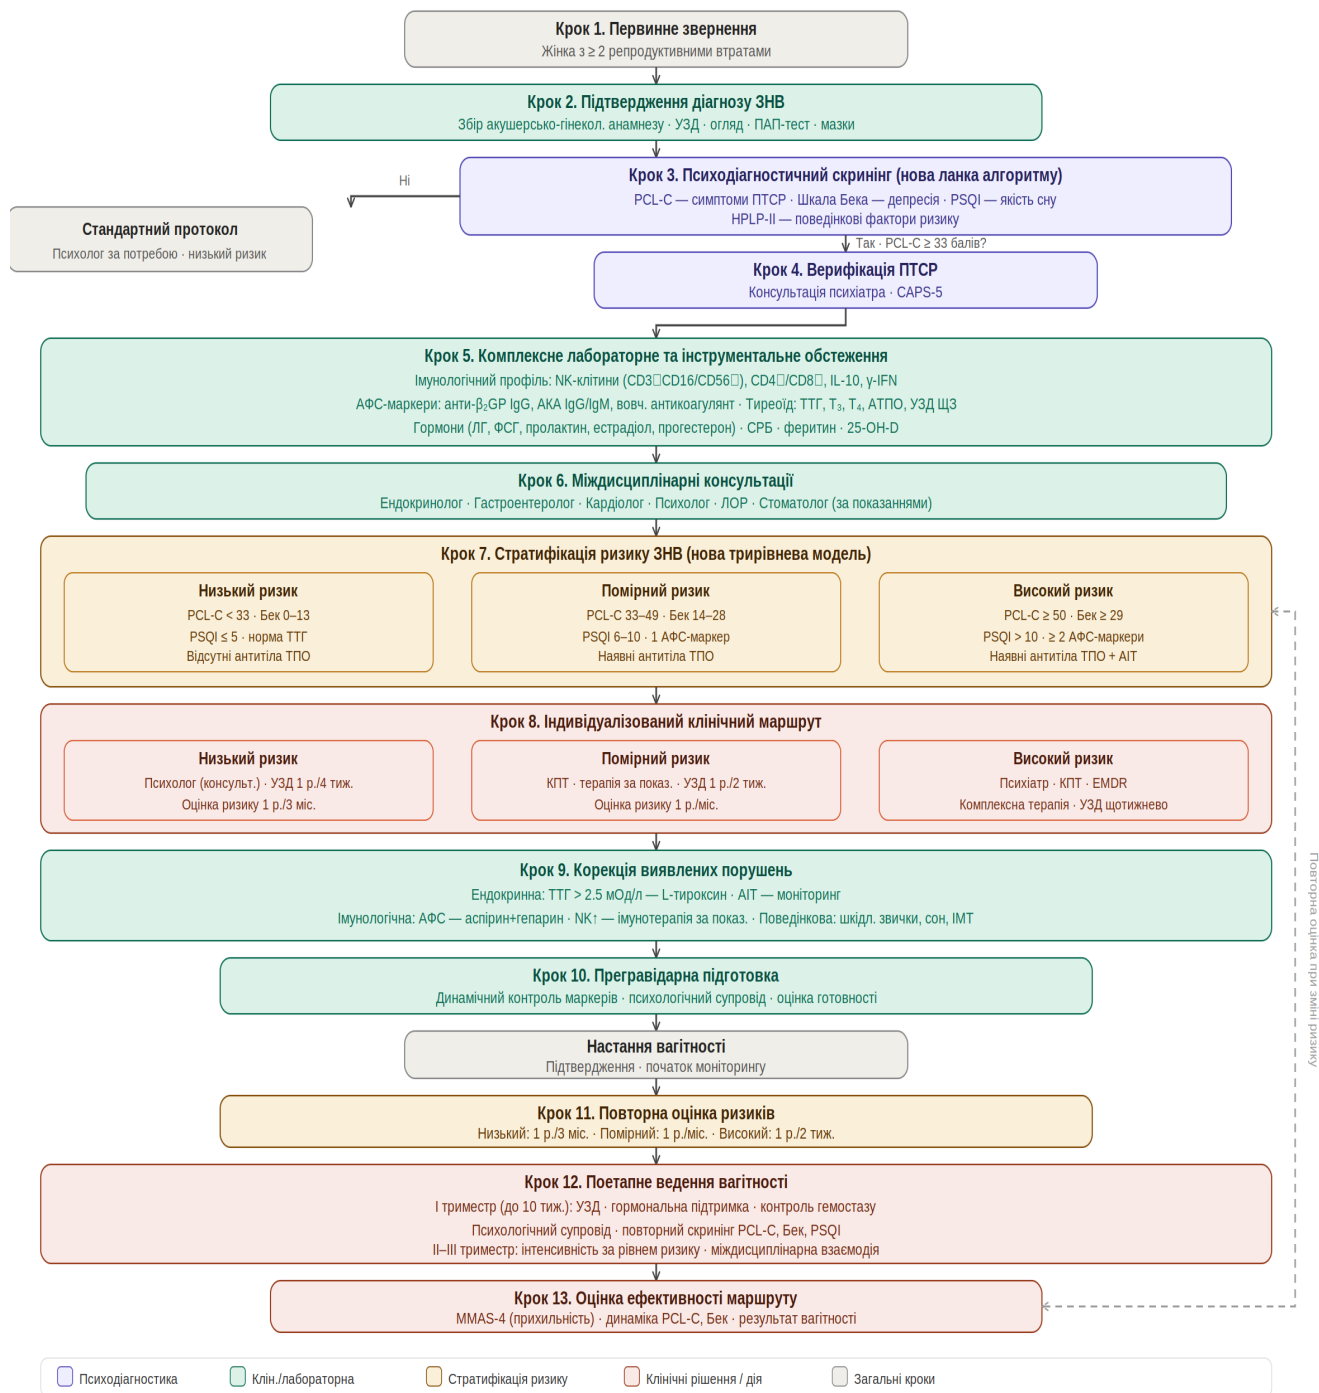 Крок 1. Первинне звернення
Жінка з ≥ 2 репродуктивними втратами
Крок 2. Підтвердження діагнозу ЗНВ
Збір акушерсько-гінекол. анамнезу · УЗД · огляд · ПАП-тест · мазки
Крок 3. Психодіагностичний скринінг (нова ланка алгоритму)
PCL-C — симптоми ПТСР · Шкала Бека — депресія · PSQI — якість сну
HPLP-II — поведінкові фактори ризику
Ні
Стандартний протокол
Психолог за потребою · низький ризик
Так · PCL-C ≥ 33 балів?
Крок 4. Верифікація ПТСР
Консультація психіатра · CAPS-5
Крок 5. Комплексне лабораторне та інструментальне обстеження
Імунологічний профіль: NK-клітини (CD3▯CD16/CD56▯), CD4▯/CD8▯, IL-10, γ-IFN
АФС-маркери: анти-β₂GP IgG, АКА IgG/IgM, вовч. антикоагулянт · Тиреоїд: ТТГ, Т₃, Т₄, АТПО, УЗД ЩЗ
Гормони (ЛГ, ФСГ, пролактин, естрадіол, прогестерон) · СРБ · феритин · 25-OH-D
Крок 6. Міждисциплінарні консультації
Ендокринолог · Гастроентеролог · Кардіолог · Психолог · ЛОР · Стоматолог (за показаннями)
Крок 7. Стратифікація ризику ЗНВ (нова трирівнева модель)
Низький ризик
PCL-C < 33 · Бек 0–13
PSQI ≤ 5 · норма ТТГ
Відсутні антитіла ТПО
Помірний ризик
PCL-C 33–49 · Бек 14–28
PSQI 6–10 · 1 АФС-маркер
Наявні антитіла ТПО
Високий ризик
PCL-C ≥ 50 · Бек ≥ 29
PSQI > 10 · ≥ 2 АФС-маркери
Наявні антитіла ТПО + АІТ
Крок 8. Індивідуалізований клінічний маршрут
Низький ризик
Психолог (консульт.) · УЗД 1 р./4 тиж.
Оцінка ризику 1 р./3 міс.
Помірний ризик
КПТ · терапія за показ. · УЗД 1 р./2 тиж.
Оцінка ризику 1 р./міс.
Високий ризик
Психіатр · КПТ · EMDR
Комплексна терапія · УЗД щотижнево
Крок 9. Корекція виявлених порушень
Ендокринна: ТТГ > 2.5 мОд/л — L-тироксин · АІТ — моніторинг
Імунологічна: АФС — аспірин+гепарин · NK↑ — імунотерапія за показ. · Поведінкова: шкідл. звички, сон, ІМТ
Повторна оцінка при зміні ризику
Крок 10. Прегравідарна підготовка
Динамічний контроль маркерів · психологічний супровід · оцінка готовності
Настання вагітності
Підтвердження · початок моніторингу
Крок 11. Повторна оцінка ризиків
Низький: 1 р./3 міс. · Помірний: 1 р./міс. · Високий: 1 р./2 тиж.
Крок 12. Поетапне ведення вагітності
I триместр (до 10 тиж.): УЗД · гормональна підтримка · контроль гемостазу
Психологічний супровід · повторний скринінг PCL-C, Бек, PSQI
II–III триместр: інтенсивність за рівнем ризику · міждисциплінарна взаємодія
Крок 13. Оцінка ефективності маршруту
MMAS-4 (прихильність) · динаміка PCL-C, Бек · результат вагітності
Психодіагностика
Клін./лабораторна
Стратифікація ризику
Клінічні рішення / дія
Загальні кроки